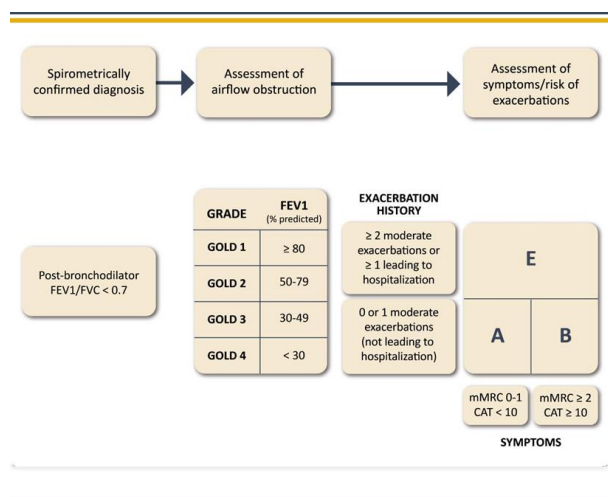 Spirometrically
confirmed diagnosis
Assessment of
airflow obstruction
Assessment of
symptoms/risk of
exacerbations
Post-bronchodilator
FEV1/FVC < 0.7
GRADE
FEV1
(% predicted)
GOLD 1
≥ 80
GOLD 2
50-79
GOLD 3
30-49
GOLD 4
< 30
EXACERBATION
HISTORY
≥ 2 moderate
exacerbations or
≥ 1 leading to
hospitalization
0 or 1 moderate
exacerbations
(not leading to
hospitalization)
E
A
B
mMRC 0-1
CAT < 10
mMRC ≥ 2
CAT ≥ 10
SYMPTOMS